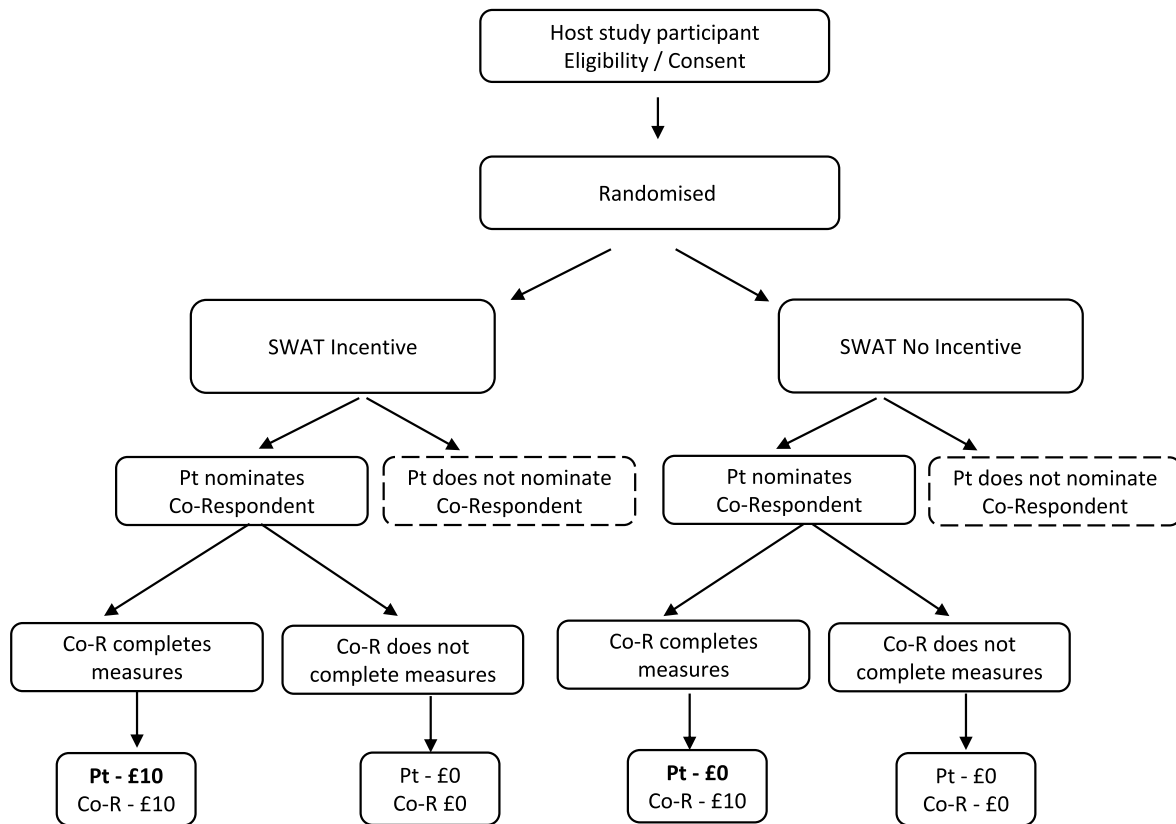 Host study participant
Eligibility / Consent
Randomised
SWAT Incentive
SWAT No Incentive
Pt nominates
Co-Respondent
Pt does not nominate
Co-Respondent
Pt nominates
Co-Respondent
Pt does not nominate
Co-Respondent
Co-R completes
measures
Co-R does not
complete measures
Co-R completes
measures
Co-R does not
complete measures
Pt - £10
Co-R - £10
Pt - £0
Co-R £0
Pt - £0
Co-R - £10
Pt - £0
Co-R - £0